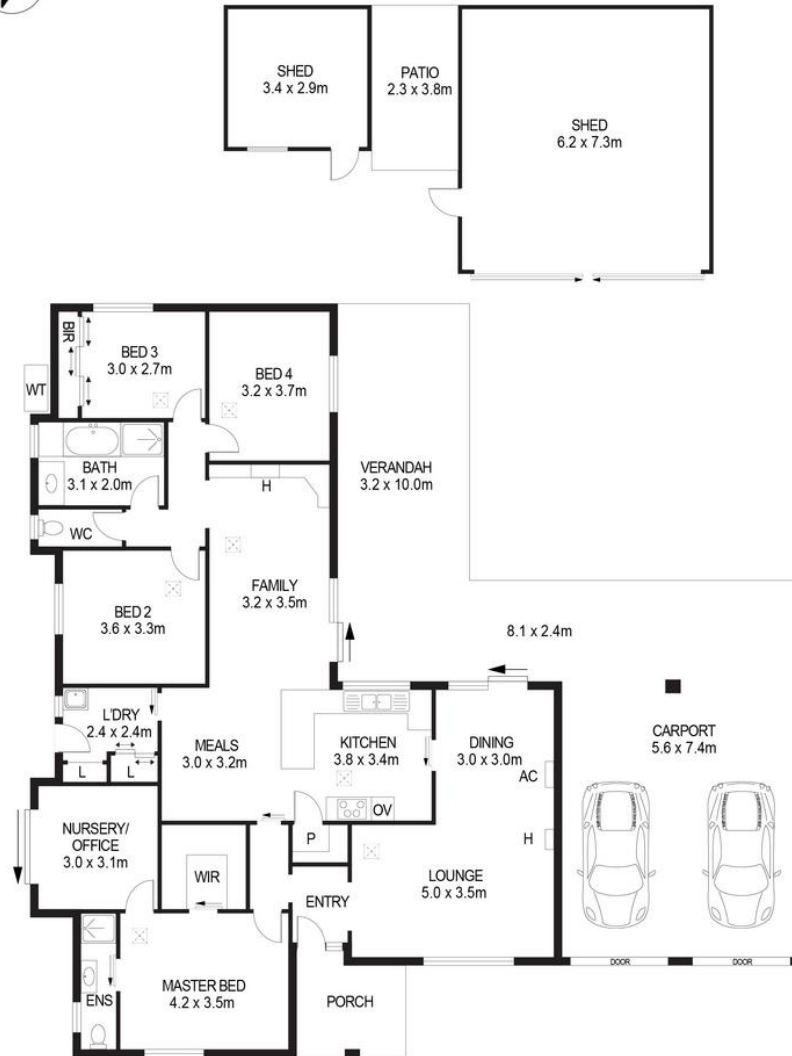 SHED
3.4 x 2.9m
PATIO
2.3 x 3.8m
SHED
6.2 x 7.3m
BIR
BED 3
3.0 x 2.7m
BED 4
3.2 x 3.7m
WT
BATH
3.1 x 2.0m
H
VERANDAH
3.2 x 10.0m
WC
FAMILY
3.2 x 3.5m
BED 2
3.6 x 3.3m
8.1 x 2.4m
L'DRY
2.4 x 2.4m
L
L
MEALS
3.0 x 3.2m
KITCHEN
3.8 x 3.4m
OV
DINING
3.0 x 3.0m
AC
H
CARPORT
5.6 x 7.4m
NURSERY/
OFFICE
3.0 x 3.1m
P
WIR
ENTRY
LOUNGE
5.0 x 3.5m
DOOR
DOOR
ENS
MASTER BED
4.2 x 3.5m
PORCH